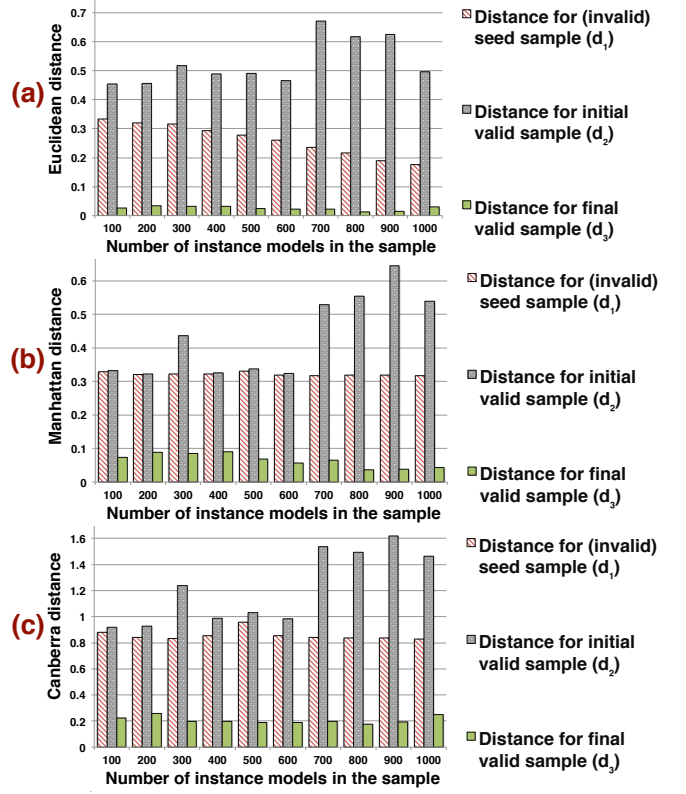 (a)
Euclidean distance
0.6
0.5
0.4
0.3
0.2
0.1
0
100 200 300 400 500 600 700 800 900 1000
Number of instance models in the sample
Distance for (invalid)
seed sample (d₁)
Distance for initial
valid sample (d₂)
Distance for final
valid sample (d₃)
(b)
Manhattan distance
0.6
0.5
0.4
0.3
0.2
0.1
0
100 200 300 400 500 600 700 800 900 1000
Number of instance models in the sample
Distance for (invalid)
seed sample (d₁)
Distance for initial
valid sample (d₂)
Distance for final
valid sample (d₃)
(c)
Canberra distance
1.6
1.4
1.2
1
0.8
0.6
0.4
0.2
0
100 200 300 400 500 600 700 800 900 1000
Number of instance models in the sample
Distance for (invalid)
seed sample (d₁)
Distance for initial
valid sample (d₂)
Distance for final
valid sample (d₃)